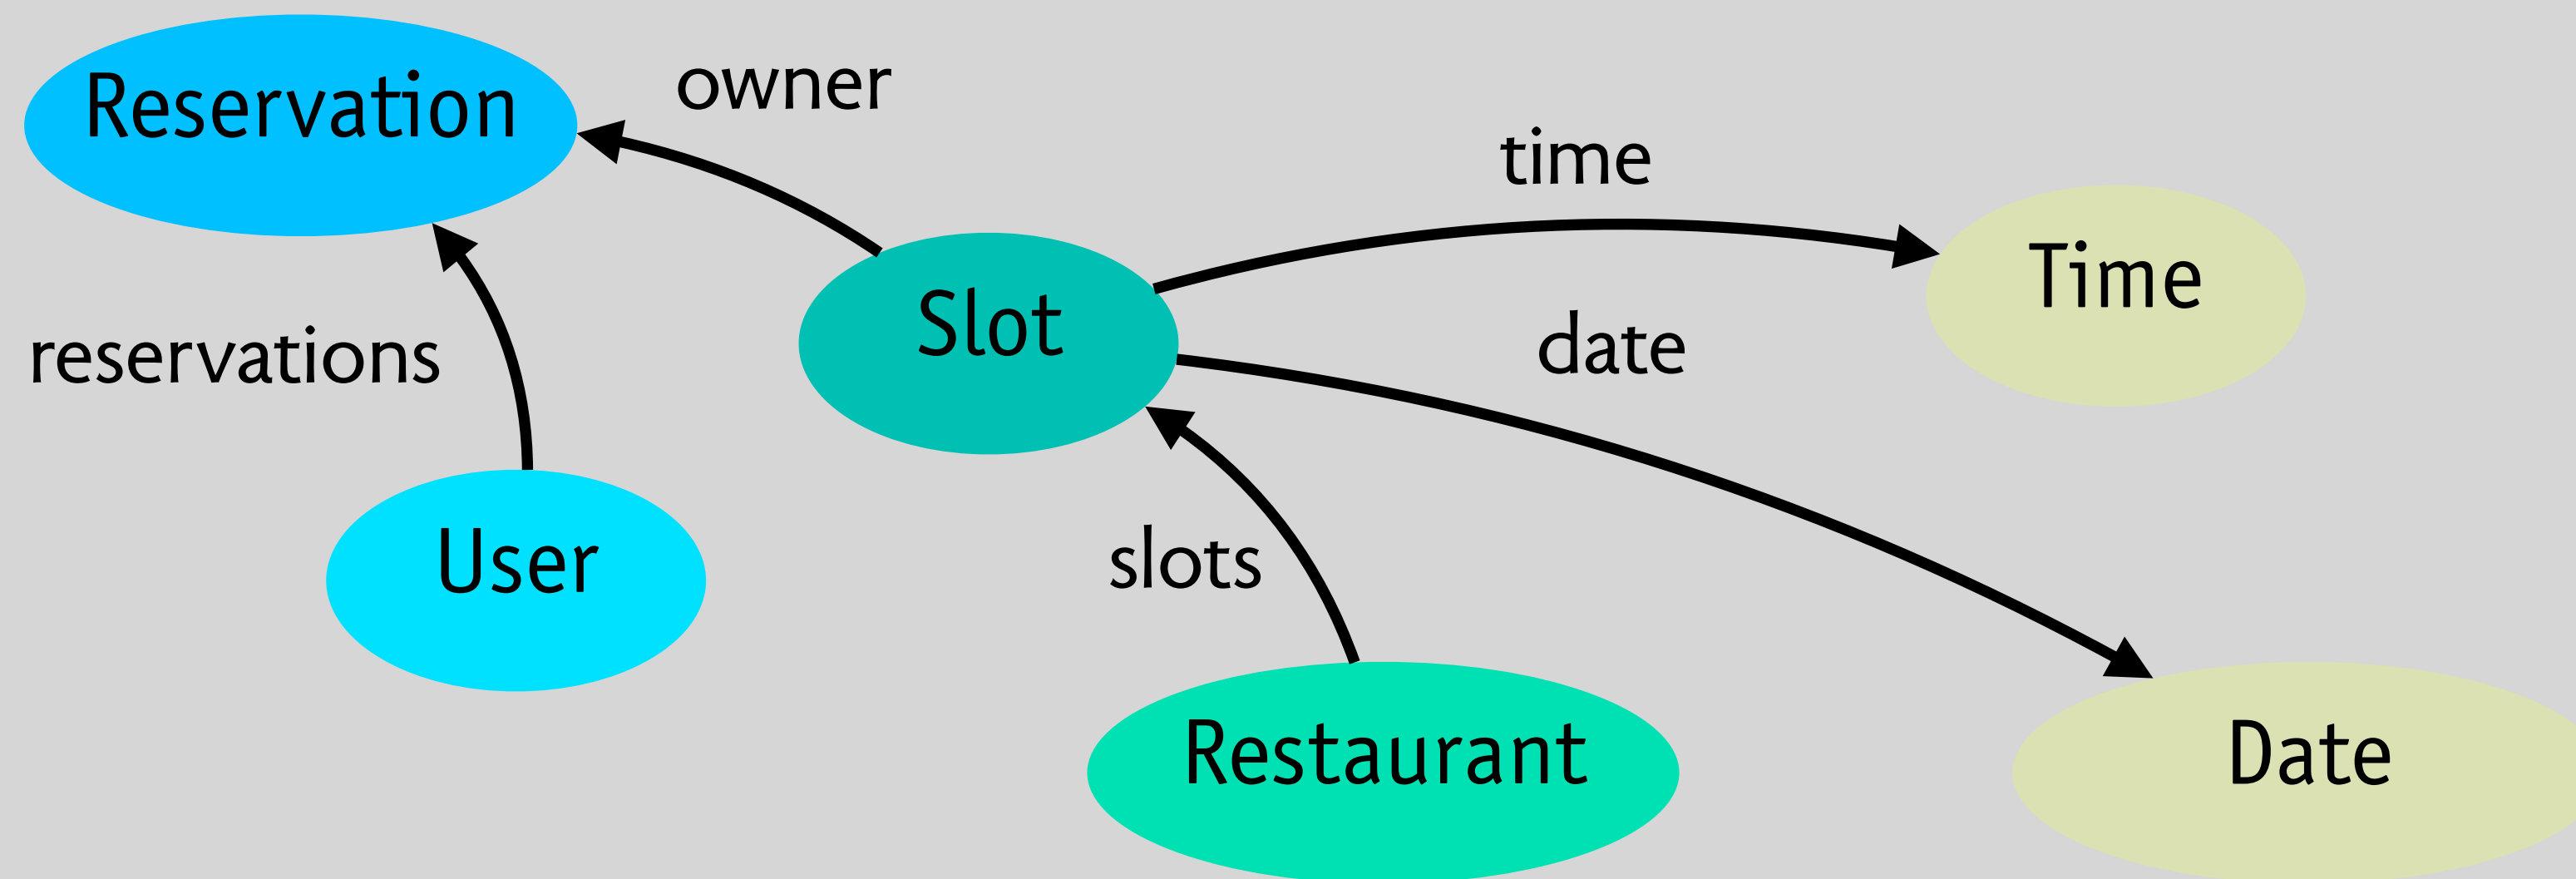 Reservation
owner
time
Time
Slot
date
reservations
User
slots
Restaurant
Date